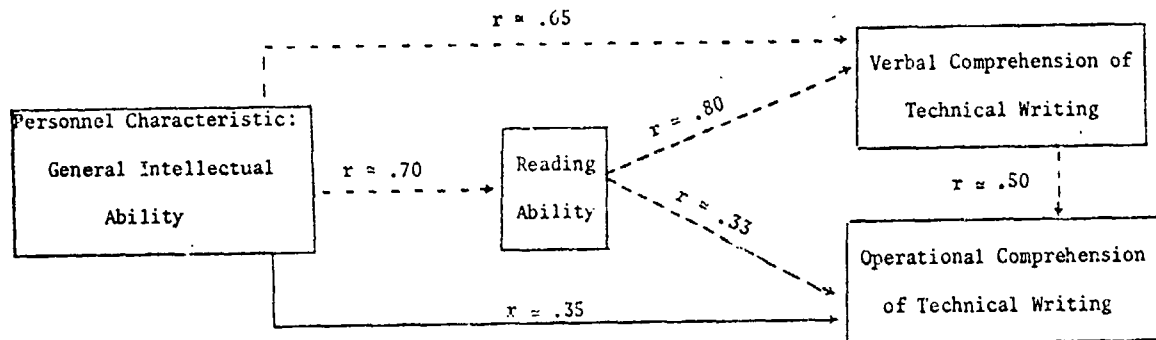 r ≃ .65
Verbal Comprehension of
Technical Writing
Personnel Characteristic:
General Intellectual
Ability
r ≃ .70
Reading
Ability
r ≃ .80
r ≃ .33
r ≃ .50
Operational Comprehension
of Technical Writing
r ≃ .35